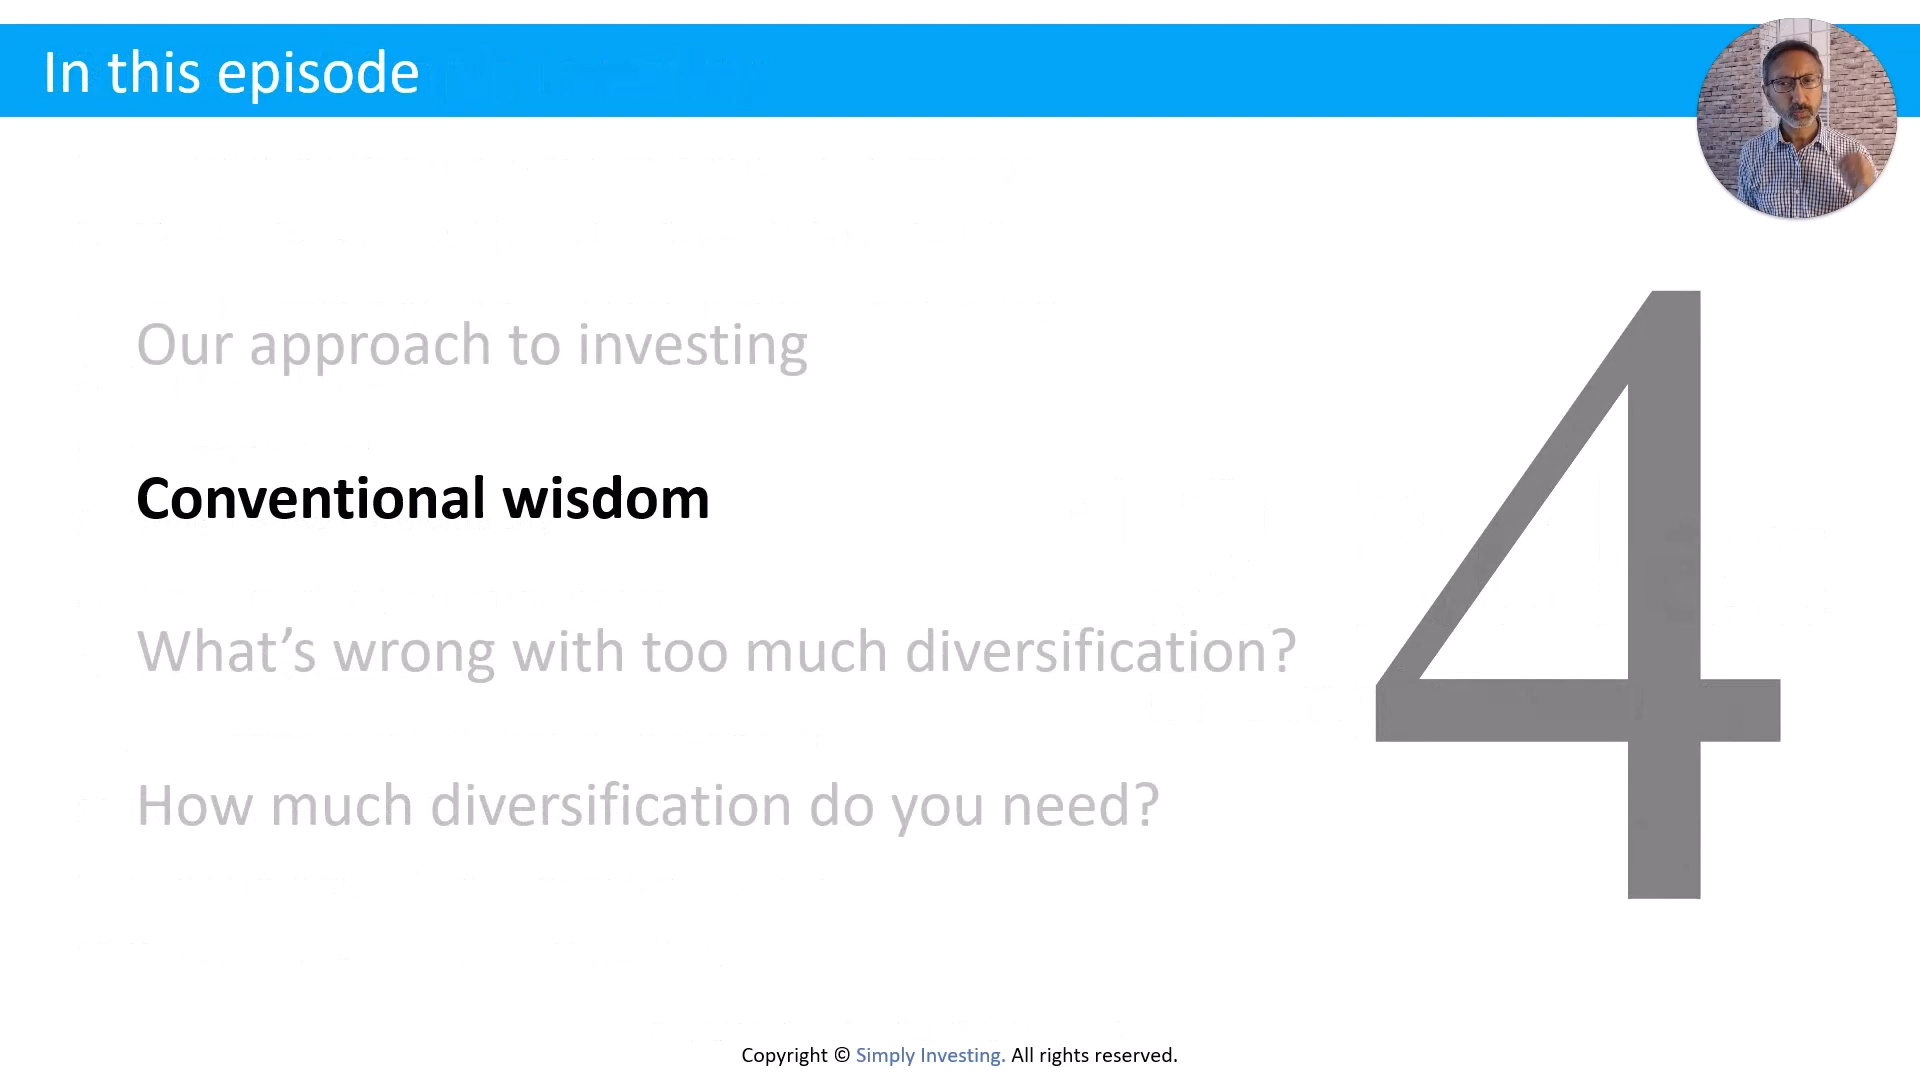 In this episode
Our approach to investing
Conventional wisdom
What’s wrong with too much diversification?
How much diversification do you need?
4
Copyright © Simply Investing. All rights reserved.